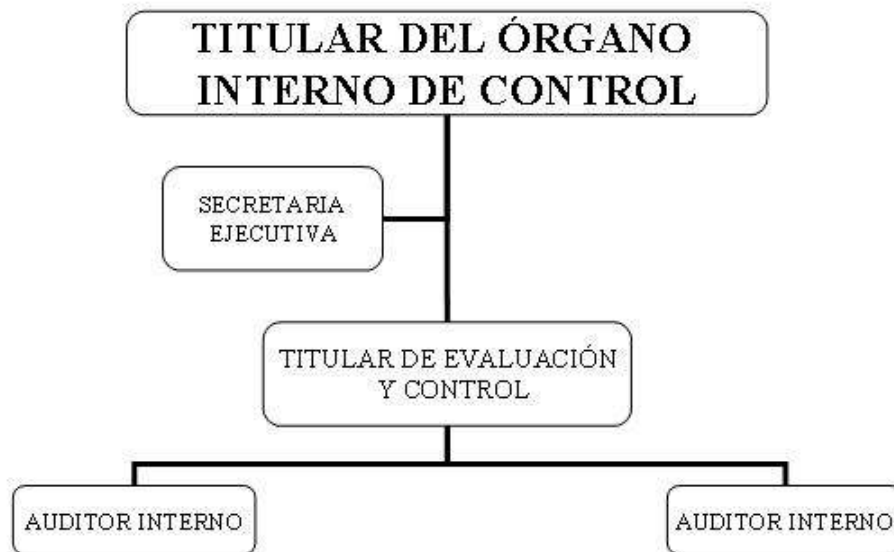 TITULAR DEL ÓRGANO
INTERNO DE CONTROL
SECRETARIA
EJECUTIVA
TITULAR DE EVALUACIÓN
Y CONTROL
AUDITOR INTERNO
AUDITOR INTERNO